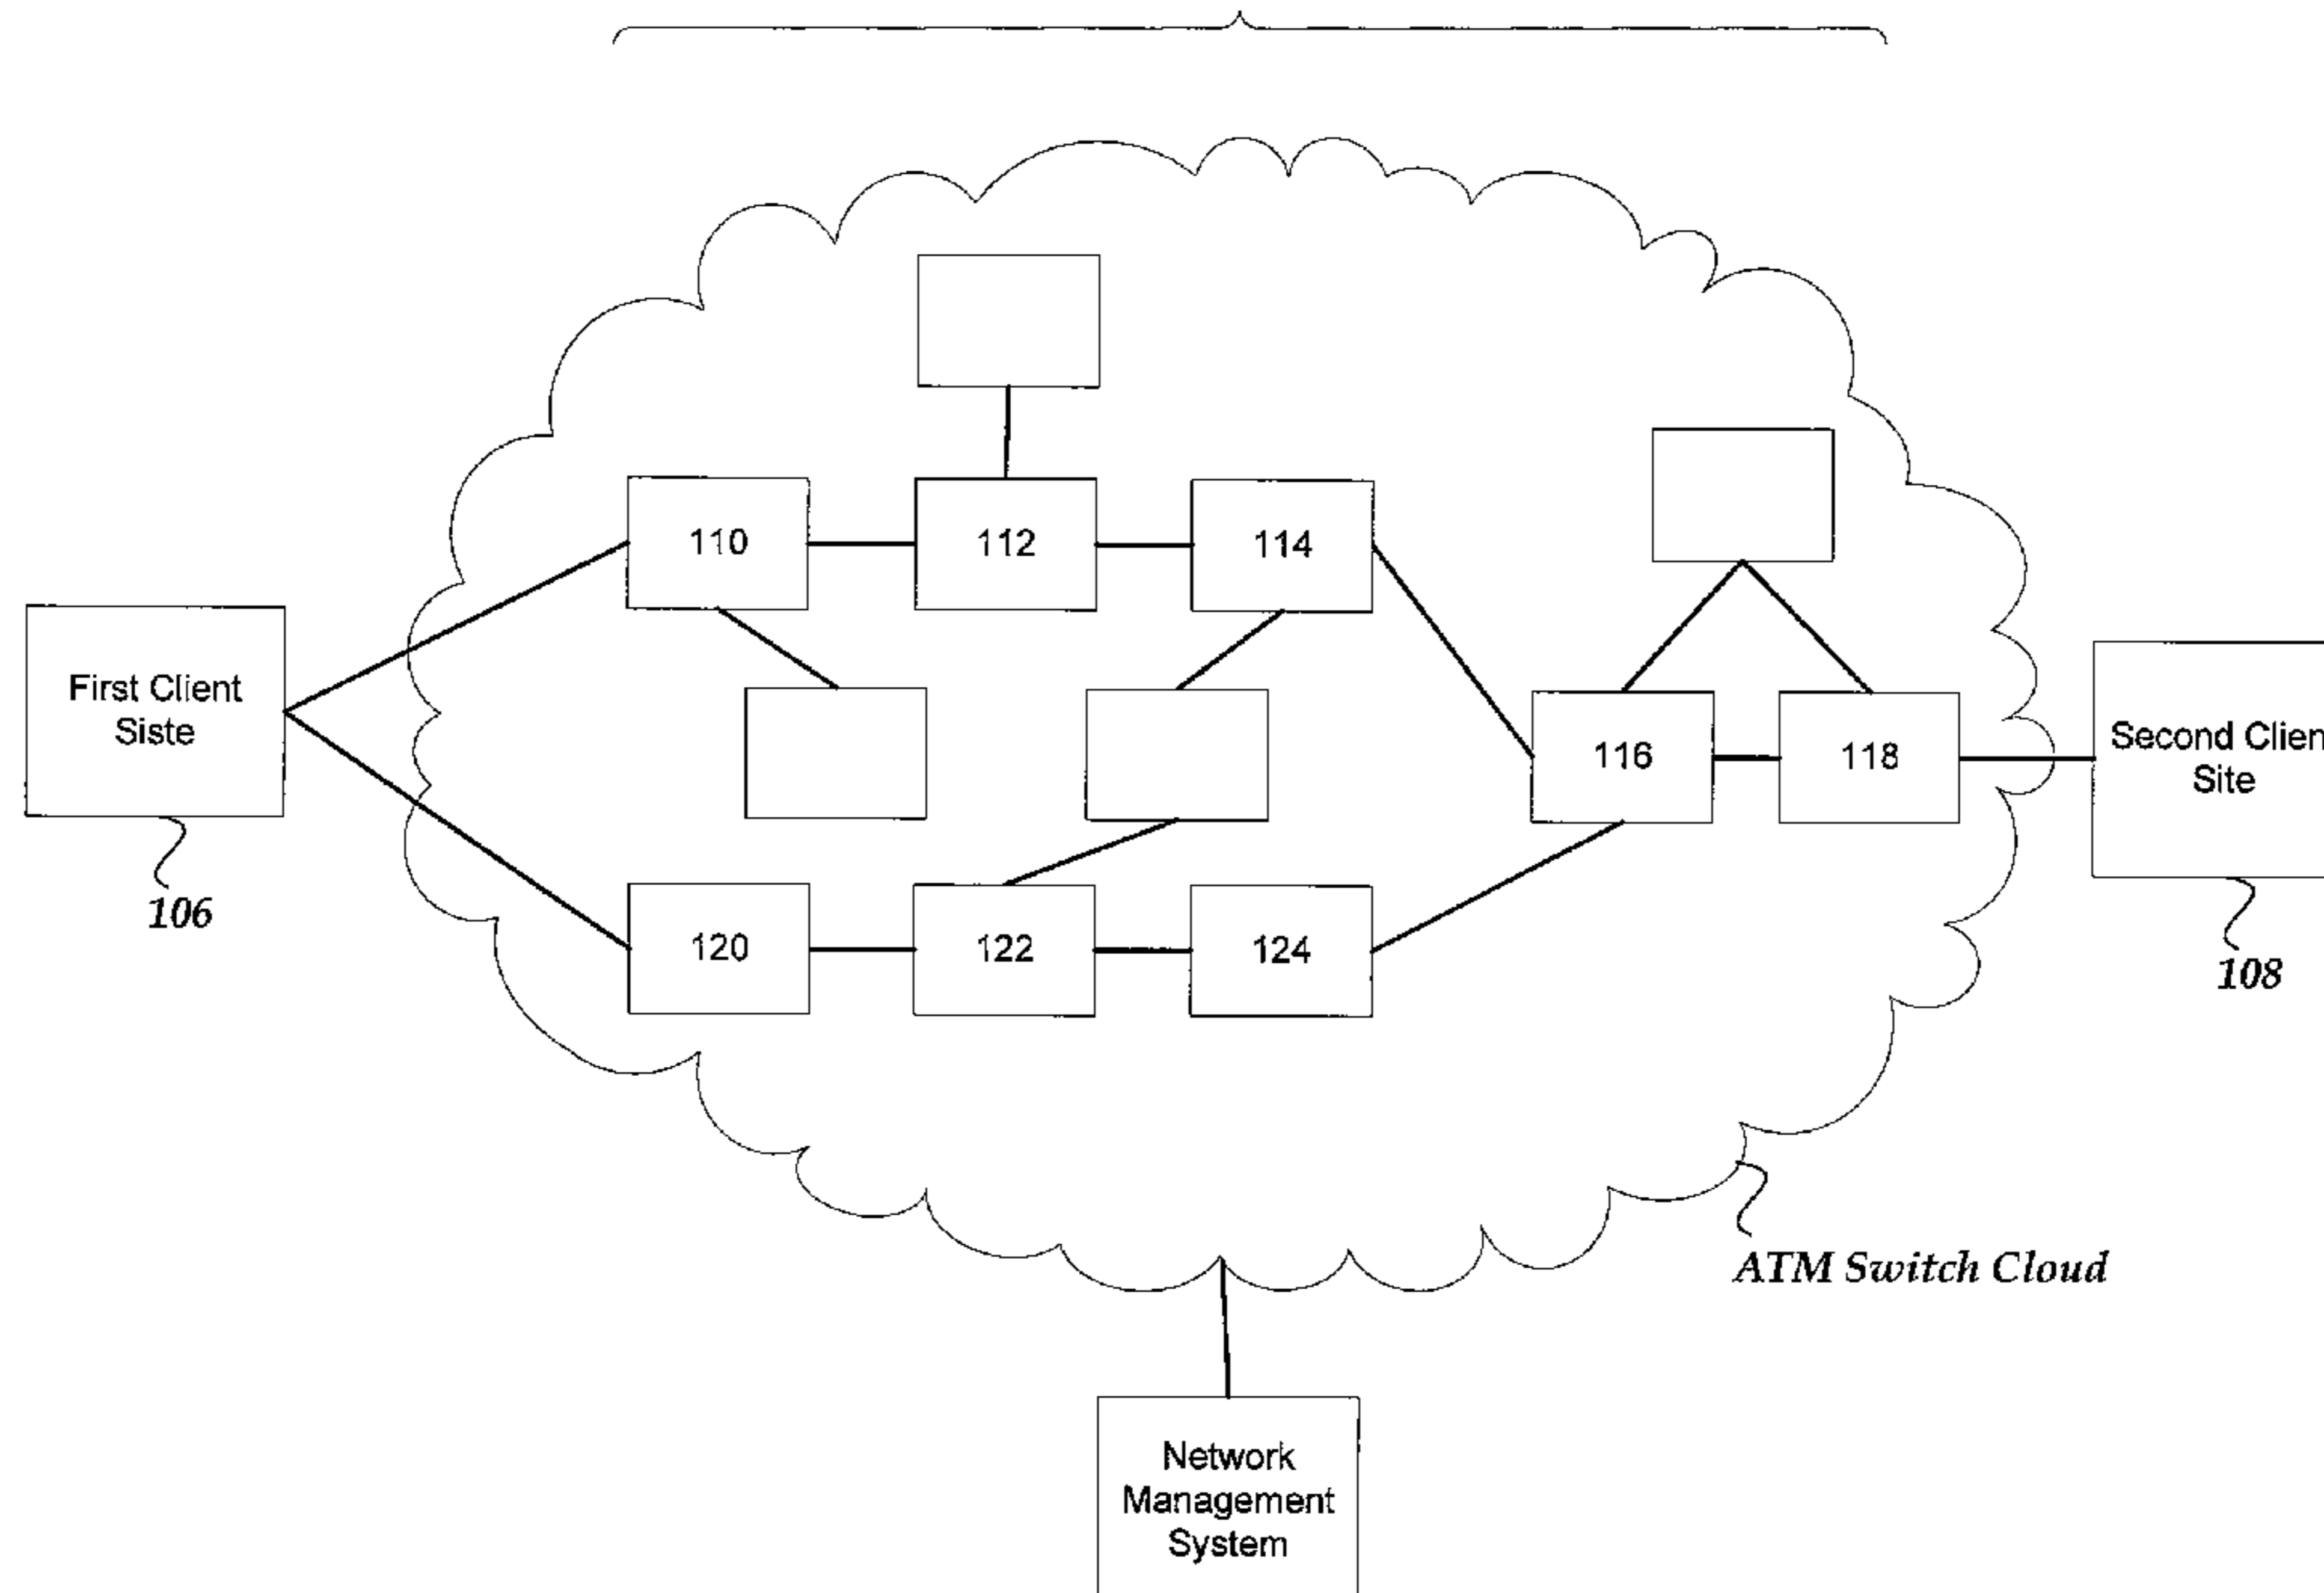 110
112
114
First Client
Siste
116
118
Second Clien
Site
106
120
122
124
108
ATM Switch Cloud
Network
Management
System